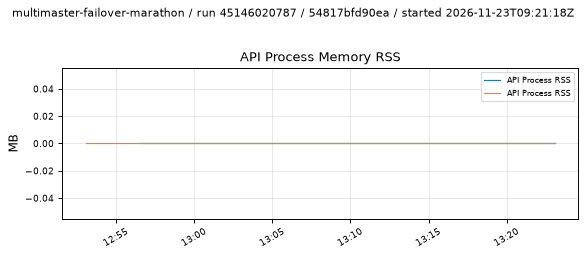 multimaster-failover-marathon / run 45146020787 / 54817bfd90ea / started 2026-11-23T09:21:18Z
API Process Memory RSS
API Process RSS
API Process RSS
MB
0.04
0.02
0.00
−0.02
−0.04
12:55
13:00
13:05
13:10
13:15
13:20